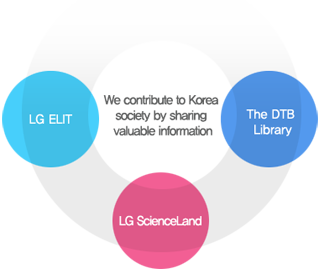 We contribute to Korea
society by sharing
valuable information
LG ELIT
The DTB
Library
LG ScienceLand